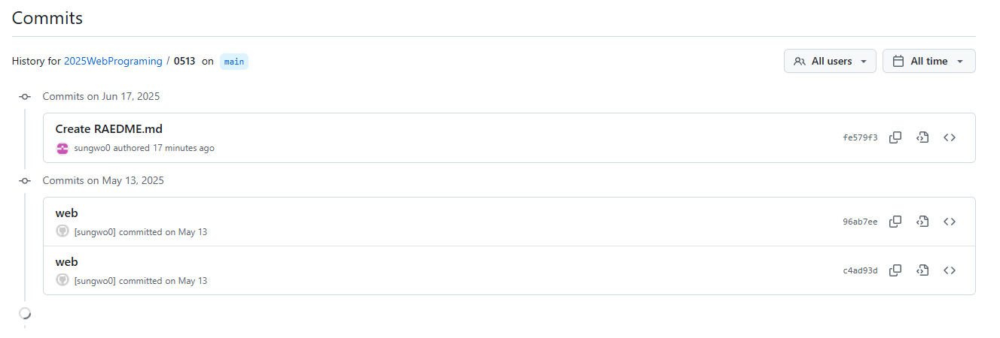 Commits
History for 2025WebPrograming / 0513 on main
All users
All time
Commits on Jun 17, 2025
Create RAEDME.md
sungwo0 authored 17 minutes ago
fe579f3
Commits on May 13, 2025
web
[sungwo0] committed on May 13
96ab7ee
web
[sungwo0] committed on May 13
c4ad93d